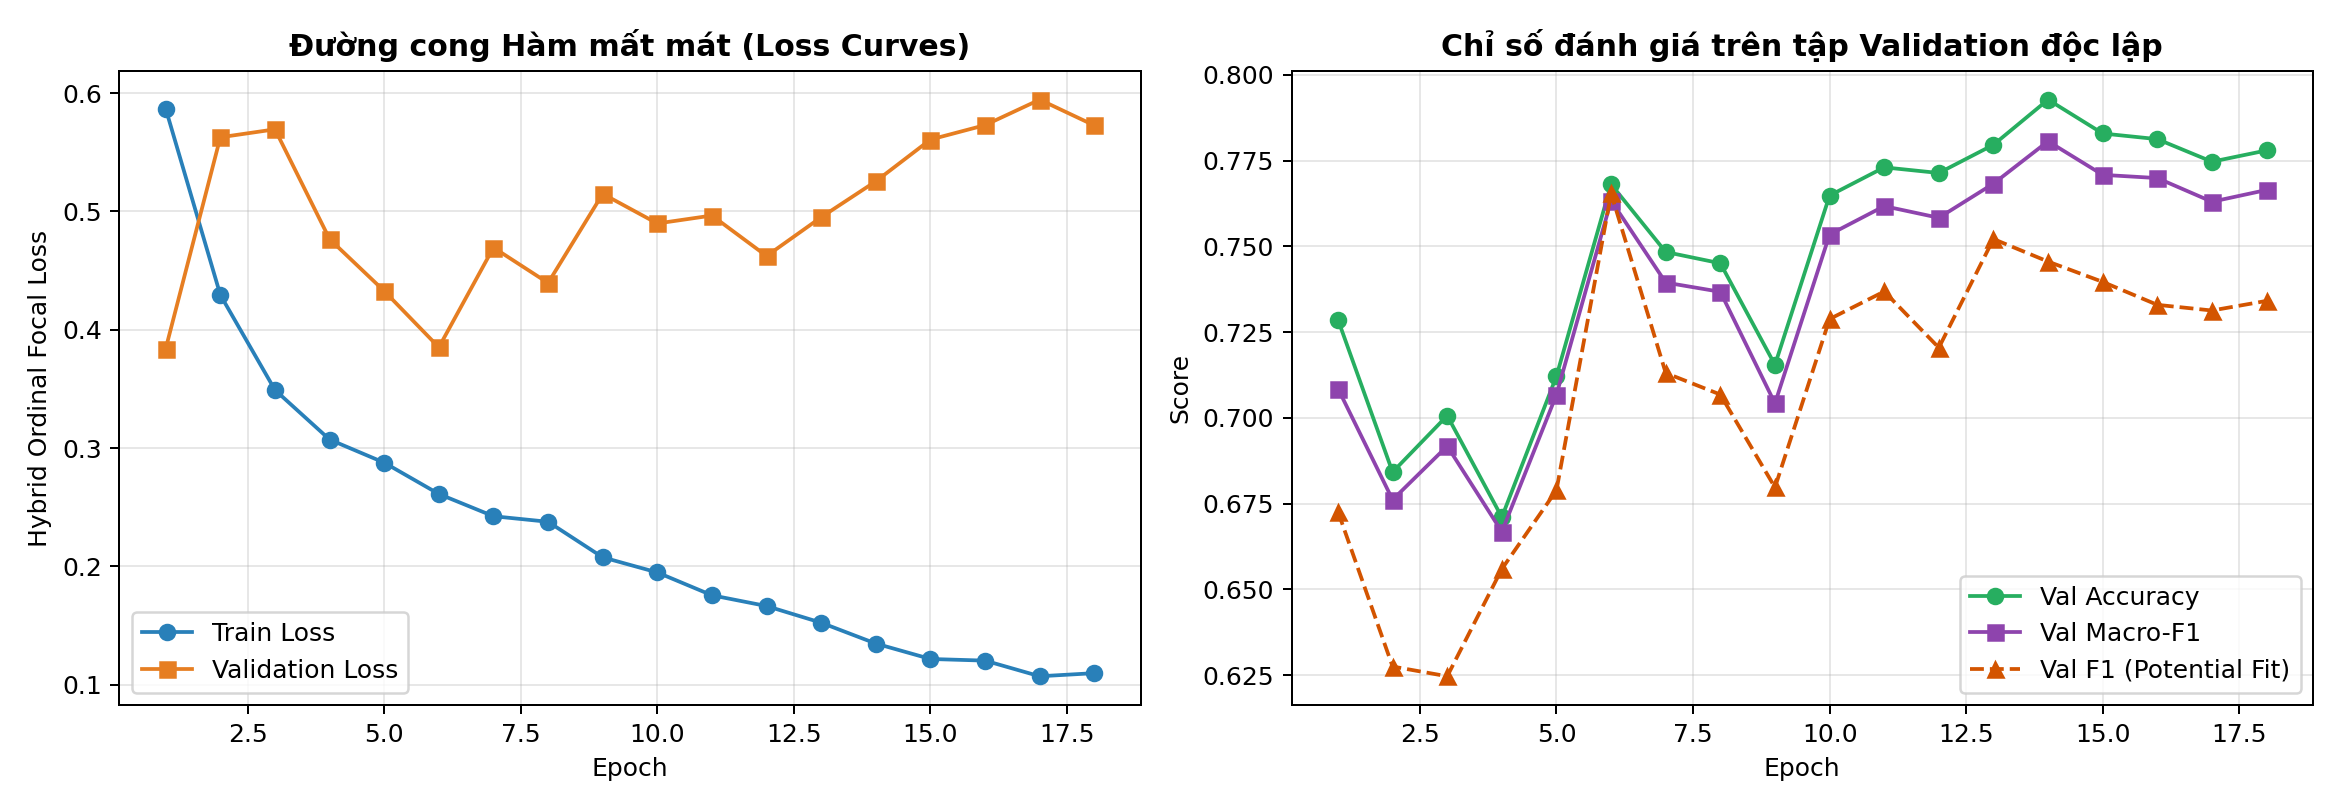 Đường cong Hàm mất mát (Loss Curves)
Hybrid Ordinal Focal Loss
0.6
0.5
0.4
0.3
0.2
0.1
Train Loss
Validation Loss
2.5 5.0 7.5 10.0 12.5 15.0 17.5
Epoch
Chỉ số đánh giá trên tập Validation độc lập
Score
0.800
0.775
0.750
0.725
0.700
0.675
0.650
0.625
Val Accuracy
Val Macro-F1
Val F1 (Potential Fit)
2.5 5.0 7.5 10.0 12.5 15.0 17.5
Epoch